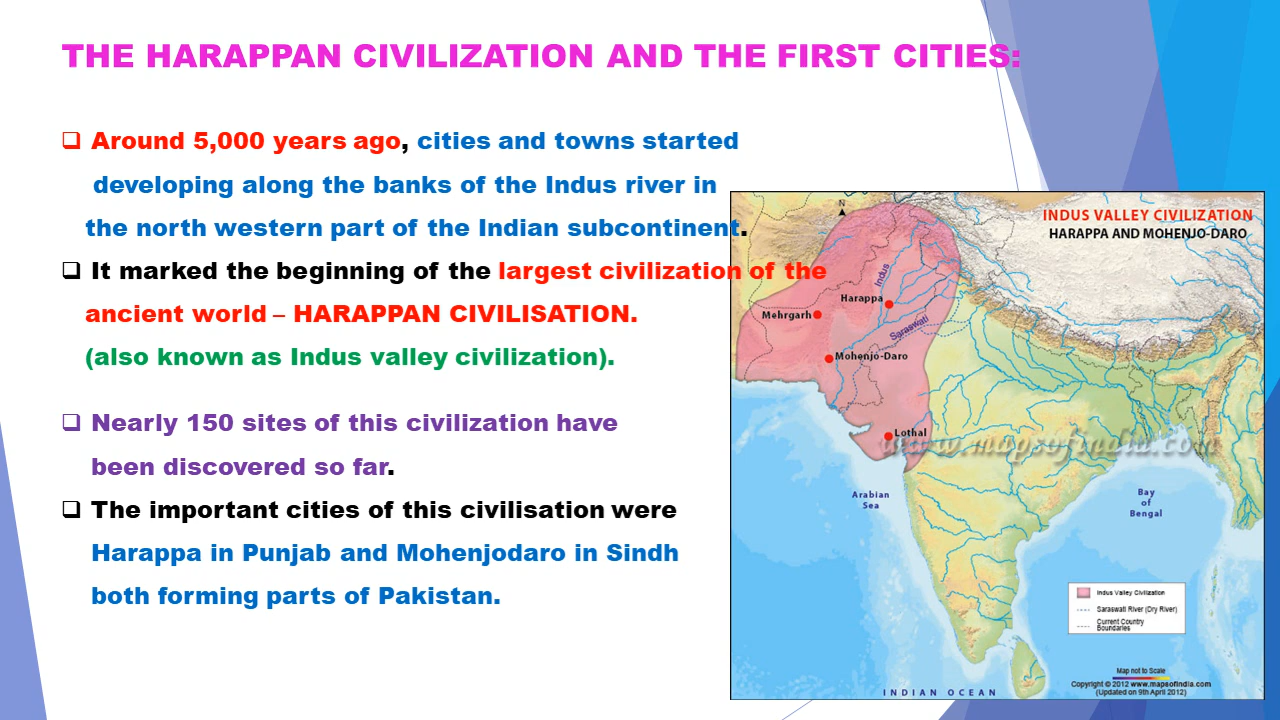 THE HARAPPAN CIVILIZATION AND THE FIRST CITIES:
❑ Around 5,000 years ago, cities and towns started
developing along the banks of the Indus river in
the north western part of the Indian subcontinent.
❑ It marked the beginning of the largest civilization of the
ancient world – HARAPPAN CIVILISATION.
(also known as Indus valley civilization).
❑ Nearly 150 sites of this civilization have
been discovered so far.
❑ The important cities of this civilisation were
Harappa in Punjab and Mohenjodaro in Sindh
both forming parts of Pakistan.
N
INDUS VALLEY CIVILIZATION
HARAPPA AND MOHENJO-DARO
Indus
Harappa
Mehrgarh
Saraswati
Mohenjo-Daro
Lothal
www.mapsofindia.com
Arabian
Sea
Bay
of
Bengal
Indus Valley Civilization
Saraswati River (Dry River)
Current Country
Boundaries
Map not to Scale
Copyright © 2012 www.mapsofindia.com
(Updated on 9th April 2012)
INDIAN OCEAN